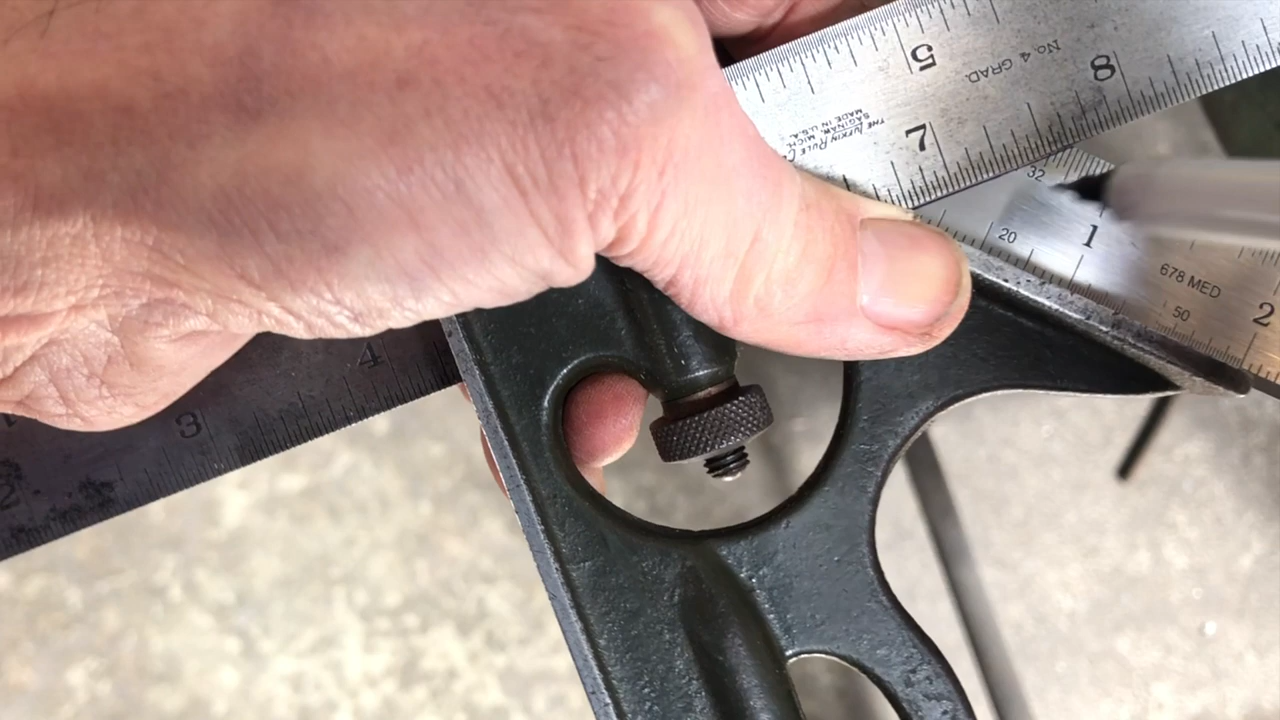 5
No. 4 GRAD.
8
THE LUFKIN RULE C
SAGINAW, MICH.
MADE IN U.S.A.
7
32
20
1
678 MED
50
2
4
3
2